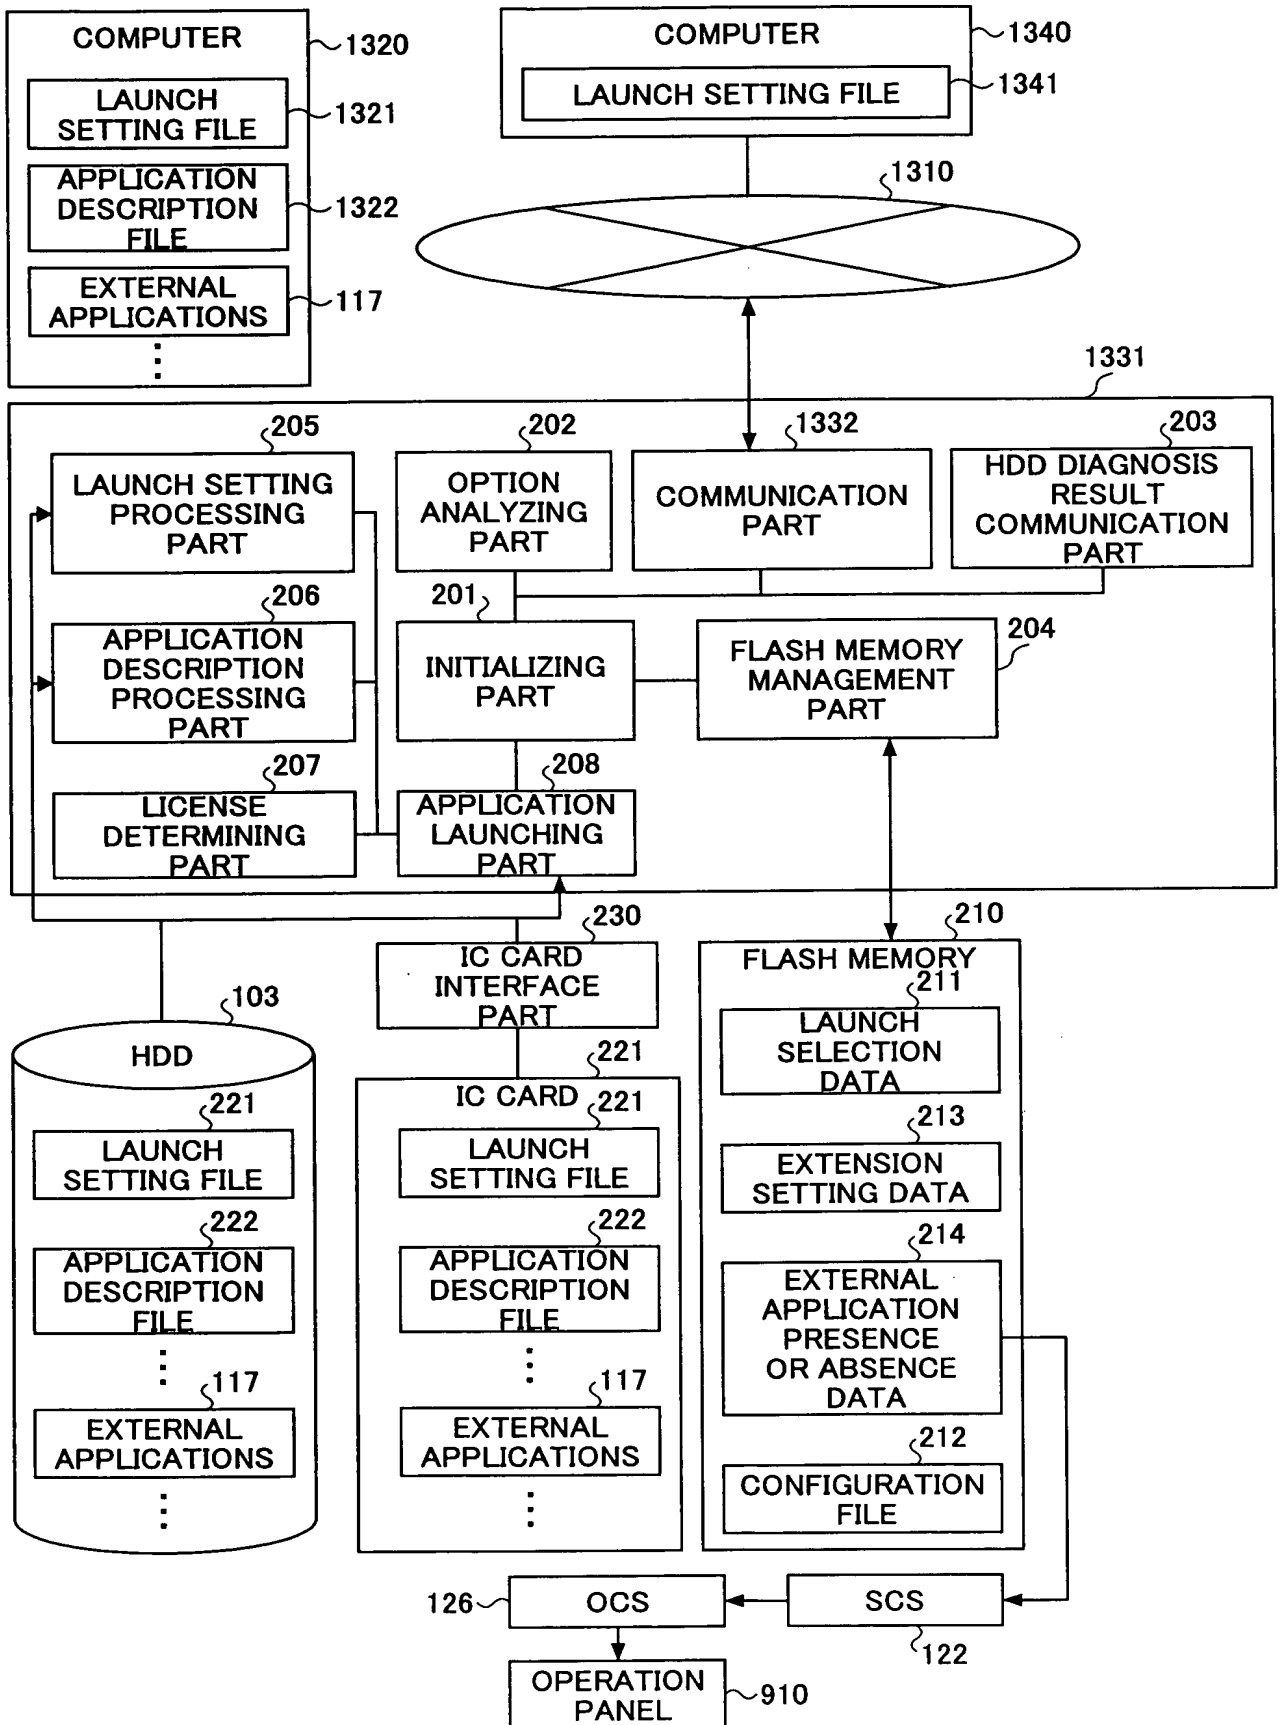 COMPUTER
1320
LAUNCH
SETTING FILE
1321
APPLICATION
DESCRIPTION
FILE
1322
EXTERNAL
APPLICATIONS
117
COMPUTER
1340
LAUNCH SETTING FILE
1341
1310
1331
205
LAUNCH SETTING
PROCESSING
PART
202
OPTION
ANALYZING
PART
1332
COMMUNICATION
PART
203
HDD DIAGNOSIS
RESULT
COMMUNICATION
PART
206
APPLICATION
DESCRIPTION
PROCESSING
PART
201
INITIALIZING
PART
FLASH MEMORY
MANAGEMENT
PART
204
207
LICENSE
DETERMINING
PART
208
APPLICATION
LAUNCHING
PART
230
IC CARD
INTERFACE
PART
103
HDD
221
LAUNCH
SETTING FILE
222
APPLICATION
DESCRIPTION
FILE
117
EXTERNAL
APPLICATIONS
221
IC CARD
221
LAUNCH
SETTING FILE
222
APPLICATION
DESCRIPTION
FILE
117
EXTERNAL
APPLICATIONS
210
FLASH MEMORY
211
LAUNCH
SELECTION
DATA
213
EXTENSION
SETTING DATA
214
EXTERNAL
APPLICATION
PRESENCE
OR ABSENCE
DATA
212
CONFIGURATION
FILE
126
OCS
SCS
122
OPERATION
PANEL
910